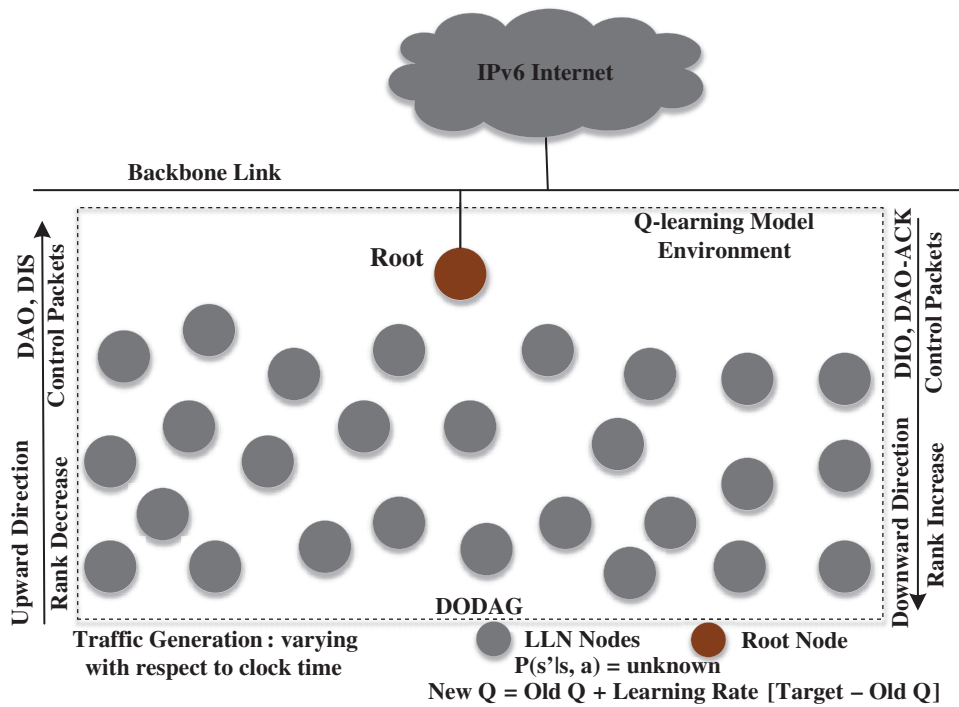 IPv6 Internet
Backbone Link
Q-learning Model
Environment
Root
DAO, DIS
Control Packets
Upward Direction
Rank Decrease
DIO, DAO-ACK
Control Packets
Downward Direction
Rank Increase
DODAG
Traffic Generation : varying
with respect to clock time
LLN Nodes
Root Node
P(s'|s, a) = unknown
New Q = Old Q + Learning Rate [Target – Old Q]